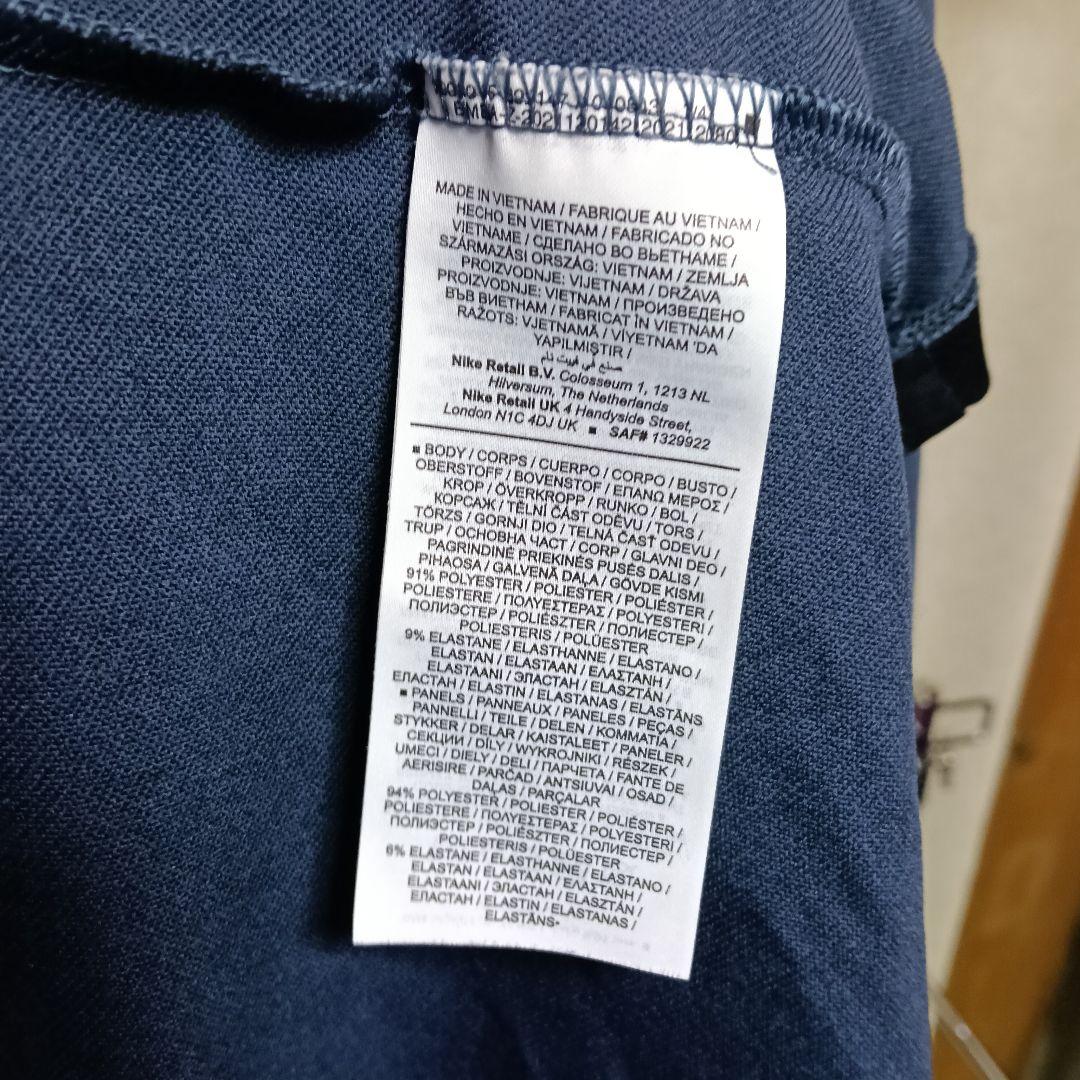 MADE IN VIETNAM / FABRIQUE AU VIETNAM /
HECHO EN VIETNAM / FABRICADO NO
VIETNAME / СДЕЛАНО ВО ВЬЕТНАМЕ /
SZÁRMAZÁSI ORSZÁG: VIETNAM / ZEMLJA
PROIZVODNJE: VIJETNAM / DRŽAVA
PROIZVODNJE: VIETNAM / ПРОИЗВЕДЕНО
ВЪВ ВИЕТНАМ / FABRICAT ÎN VIETNAM /
RAŽOTS: VJETNAMĀ / VİYETNAM 'DA
YAPILMIŞTIR /
صنع في فييت نام
Nike Retail B.V. Colosseum 1, 1213 NL
Hilversum, The Netherlands
Nike Retail UK 4 Handyside Street,
London N1C 4DJ UK ■ SAF# 1329922
■ BODY / CORPS / CUERPO / CORPO / BUSTO /
OBERSTOFF / BOVENSTOF / ΕΠΑΝΩ ΜΕΡΟΣ /
KROP / ÖVERKROPP / RUNKO / BOL /
КОРСАЖ / TĚLNÍ ČÁST ODĚVU / TORS /
TÖRZS / GORNJI DIO / TELNÁ ČASŤ ODEVU /
TRUP / ОСНОВНА ЧАСТ / CORP / GLAVNI DEO /
PAGRINDINĖ PRIEKINĖS PUSĖS DALIS /
PIHAOSA / GALVENĀ DAĻA / GÖVDE KISMI
91% POLYESTER / POLIESTER / POLIÉSTER /
POLIESTERE / ΠΟΛΥΕΣΤΕΡΑΣ / POLYESTERI /
ПОЛИЭСТЕР / POLIÉSZTER / ПОЛИЕСТЕР /
POLIESTERIS / POLÜESTER
9% ELASTANE / ELASTHANNE / ELASTANO /
ELASTAN / ELASTAAN / ΕΛΑΣΤΑΝΗ /
ELASTAANI / ЭЛАСТАН / ELASZTÁN /
ЕЛАСТАН / ELASTIN / ELASTANAS / ELASTĀNS
■ PANELS / PANNEAUX / PANELES / PEÇAS /
PANNELLI / TEILE / DELEN / ΚΟΜΜΑΤΙΑ /
STYKKER / DELAR / KAISTALEET / PANELER /
СЕКЦИИ / DÍLY / WYKROJNIKI / RÉSZEK /
UMECI / DIELY / DELI / ПАРЧЕТА / FANTE DE
AERISIRE / PARČAD / ANTSIUVAI / OSAD /
DAĻAS / PARÇALAR
94% POLYESTER / POLIESTER / POLIÉSTER /
POLIESTERE / ΠΟΛΥΕΣΤΕΡΑΣ / POLYESTERI /
ПОЛИЭСТЕР / POLIÉSZTER / ПОЛИЕСТЕР /
POLIESTERIS / POLÜESTER
6% ELASTANE / ELASTHANNE / ELASTANO /
ELASTAN / ELASTAAN / ΕΛΑΣΤΑΝΗ /
ELASTAANI / ЭЛАСТАН / ELASZTÁN /
ЕЛАСТАН / ELASTIN / ELASTANAS /
ELASTĀNS-